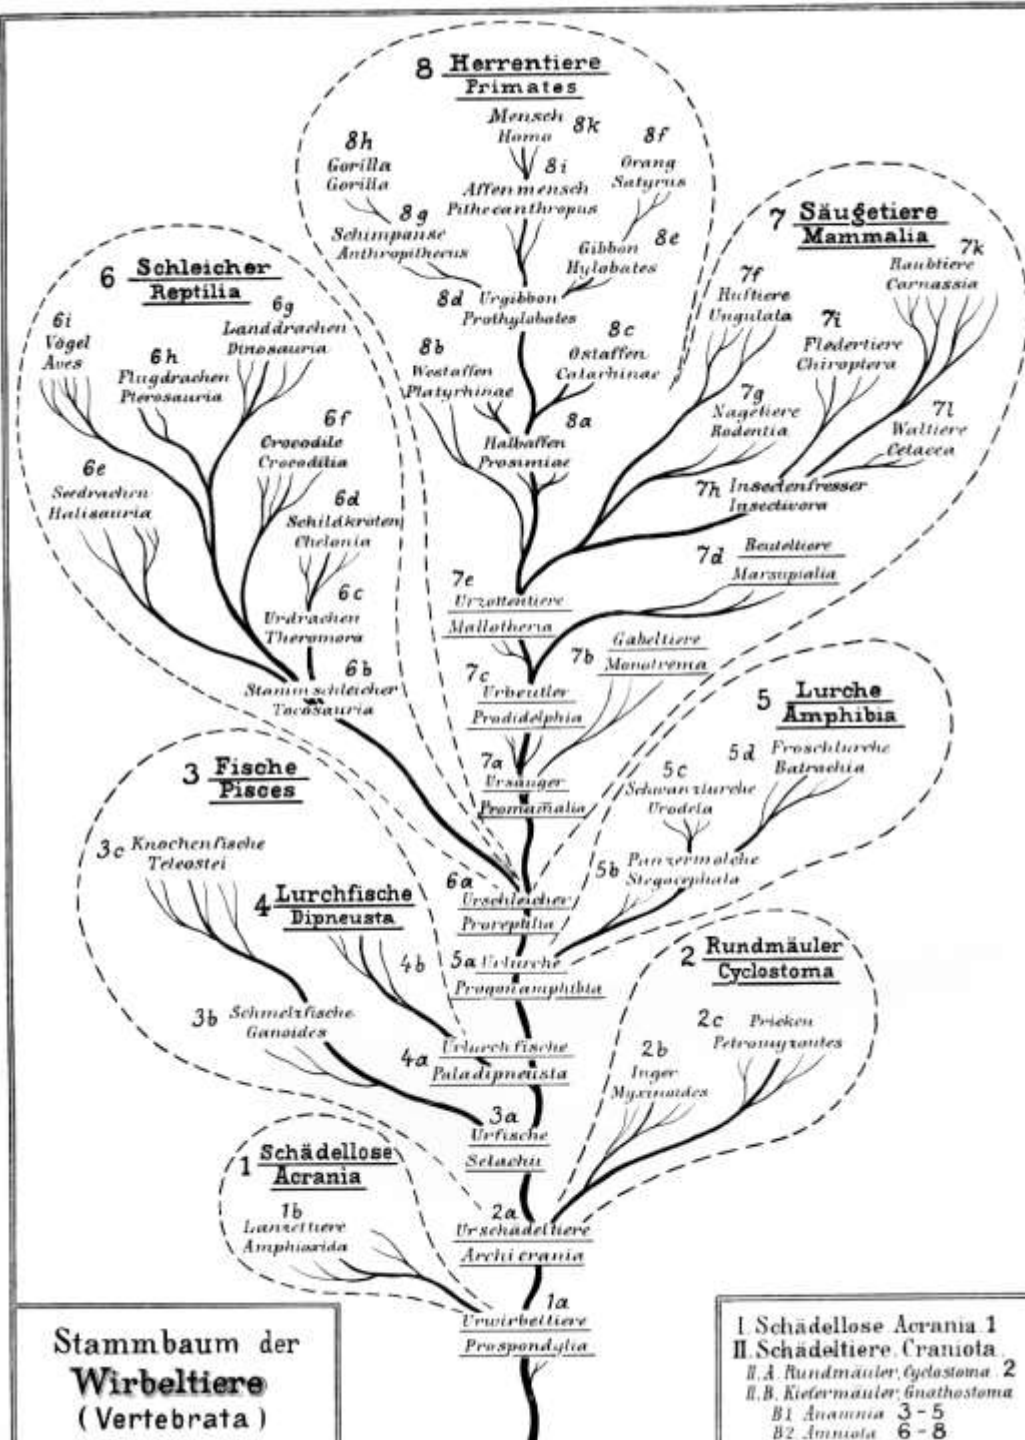 8 Herrentiere
Primates
Mensch
Homo 8k
8h
Gorilla
Gorilla
8i
Affenmensch
Pithecanthropus
8f
Orang
Satyrus
8g
Schimpanse
Anthropithecus
Gibbon 8e
Hylobates
8d Urgibbon
Prothylobates
8b
Westaffen
Platyrhinae
8c
Ostaffen
Catarhinae
8a
Halbaffen
Prosimiae
7 Säugetiere
Mammalia
7k
Raubtiere
Carnassia
7f
Huftiere
Ungulata
7i
Fledertiere
Chiroptera
7g
Nagetiere
Rodentia
7l
Waltiere
Cetacea
7h Insectenfresser
Insectivora
7d Beuteltiere
Marsupialia
7e
Urzottentiere
Mallotheria
7b Gabeltiere
Monotrema
7c
Urbeutler
Prodidelphia
7a
Ursänger
Promam̄alia
6 Schleicher
Reptilia
6i
Vögel
Aves
6h
Flugdrachen
Pterosauria
6g
Landdrachen
Dinosauria
6f
Crocodile
Crocodilia
6e
Seedrachen
Halisauria
6d
Schildkröten
Chelonia
6c
Urdrachen
Theromora
6b
Stammschleicher
Tocosauria
6a
Urschleicher
Proreptilia
5 Lurche
Amphibia
5d Froschlurche
Batrachia
5c
Schwanzlurche
Urodela
5b Panzermolche
Stegocephala
5a Urlurche
Progonamphibia
3 Fische
Pisces
3c Knochenfische
Teleostei
4 Lurchfische
Dipneusta
4b
3b Schmelzfische
Ganoides
4a Urlurchfische
Paladipneusta
3a
Urfische
Selachii
2 Rundmäuler
Cyclostoma
2c Pricken
Petromyzontes
2b
Inger
Myxinoides
2a
Urschädeltiere
Archicrania
1 Schädellose
Acrania
1b
Lanzettiere
Amphioxida
1a
Urwirbeltiere
Prospondylia
Stammbaum der
Wirbeltiere
(Vertebrata)
I. Schädellose Acrania 1
II. Schädeltiere. Craniota.
II. A. Rundmäuler, Cyclostoma. 2
II. B. Kiefermäuler, Gnathostoma
B1 Anamnia 3-5
B2 Amniota 6-8